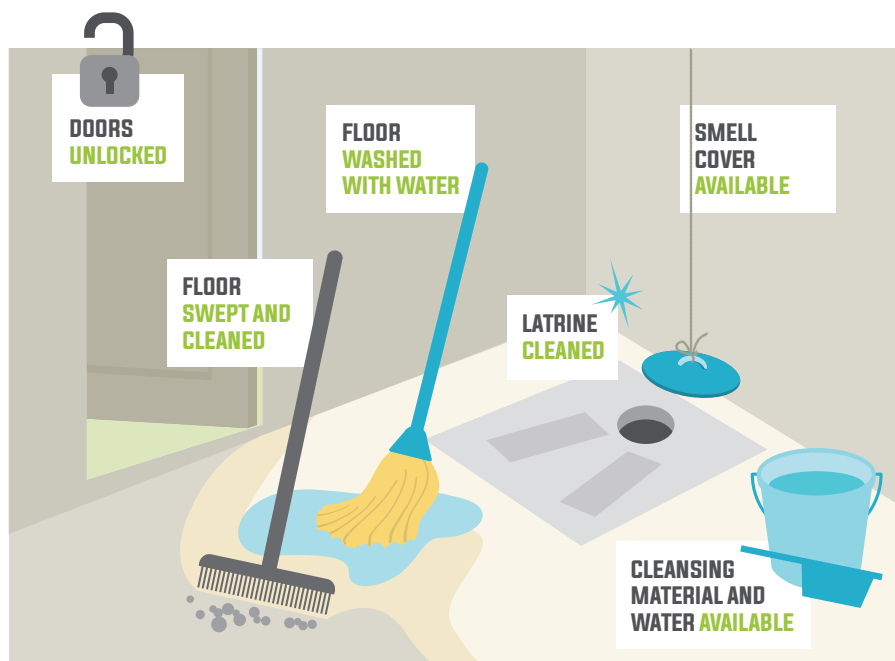 DOORS
UNLOCKED
FLOOR
WASHED
WITH WATER
SMELL
COVER
AVAILABLE
FLOOR
SWEPT AND
CLEANED
LATRINE
CLEANED
CLEANSING
MATERIAL AND
WATER AVAILABLE